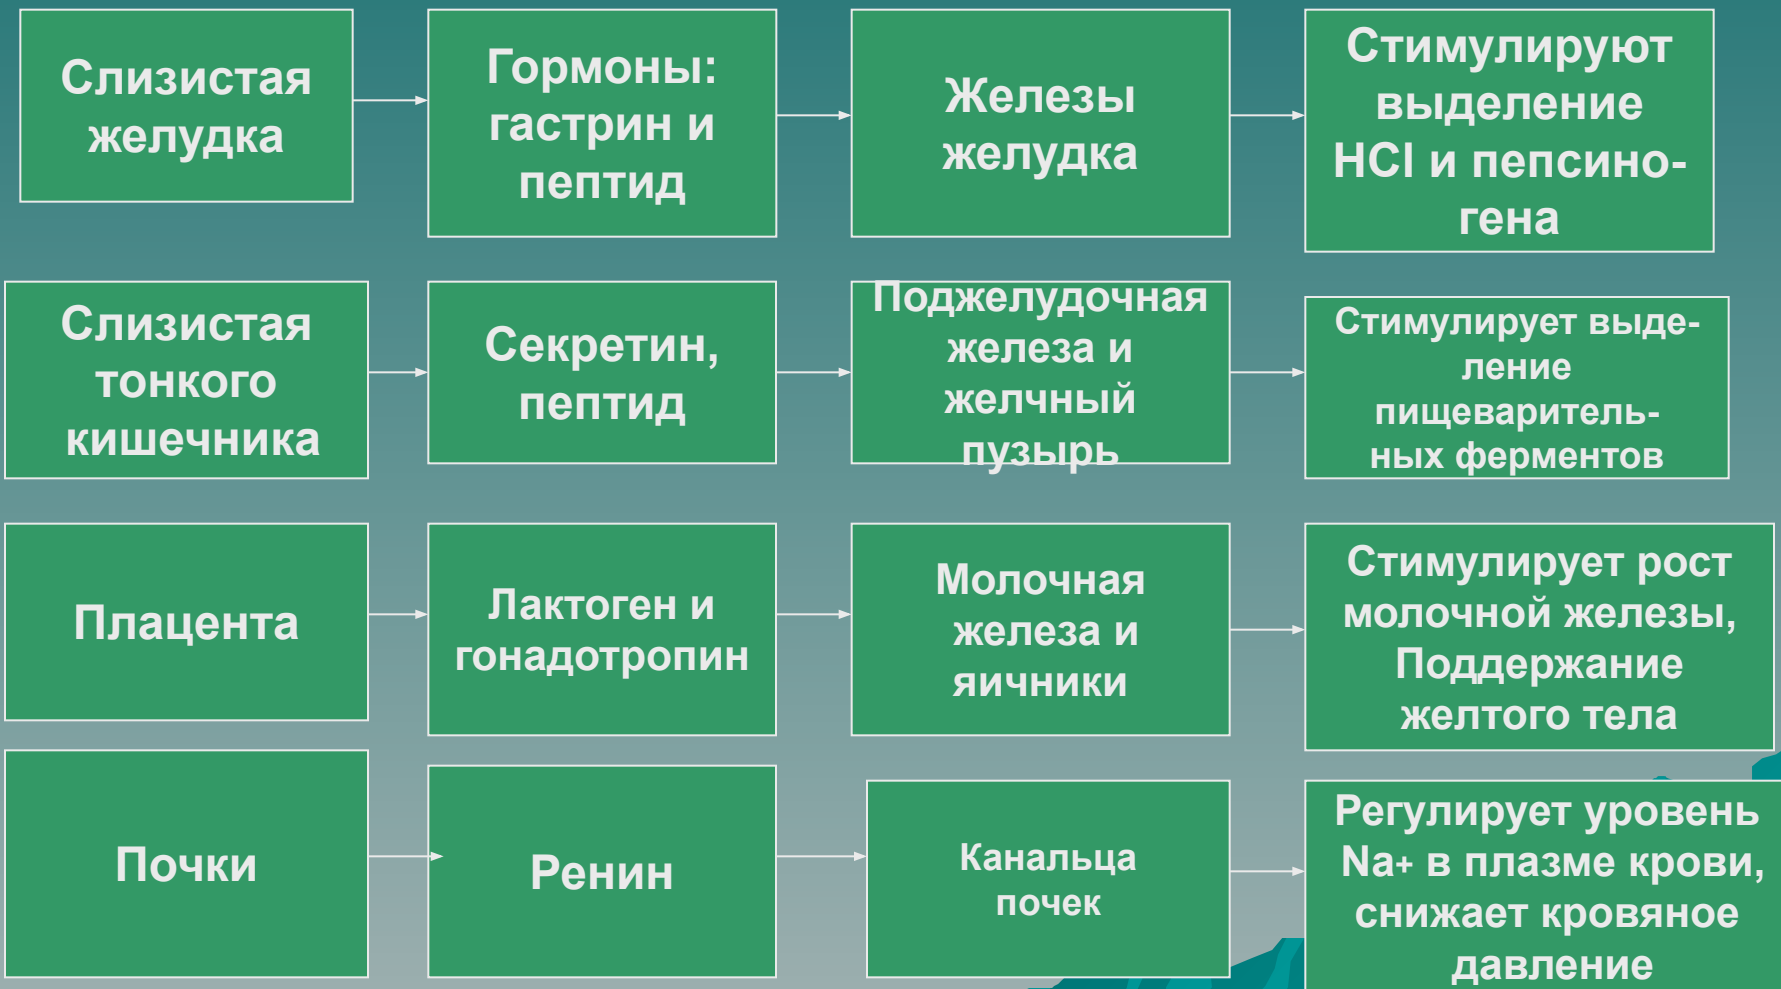 Слизистая
желудка
Гормоны:
гастрин и
пептид
Железы
желудка
Стимулируют
выделение
HCl и пепсино-
гена
Слизистая
тонкого
кишечника
Секретин,
пептид
Поджелудочная
железа и
желчный
пузырь
Стимулирует выде-
ление
пищеваритель-
ных ферментов
Плацента
Лактоген и
гонадотропин
Молочная
железа и
яичники
Стимулирует рост
молочной железы,
Поддержание
желтого тела
Почки
Ренин
Канальца
почек
Регулирует уровень
Na+ в плазме крови,
снижает кровяное
давление